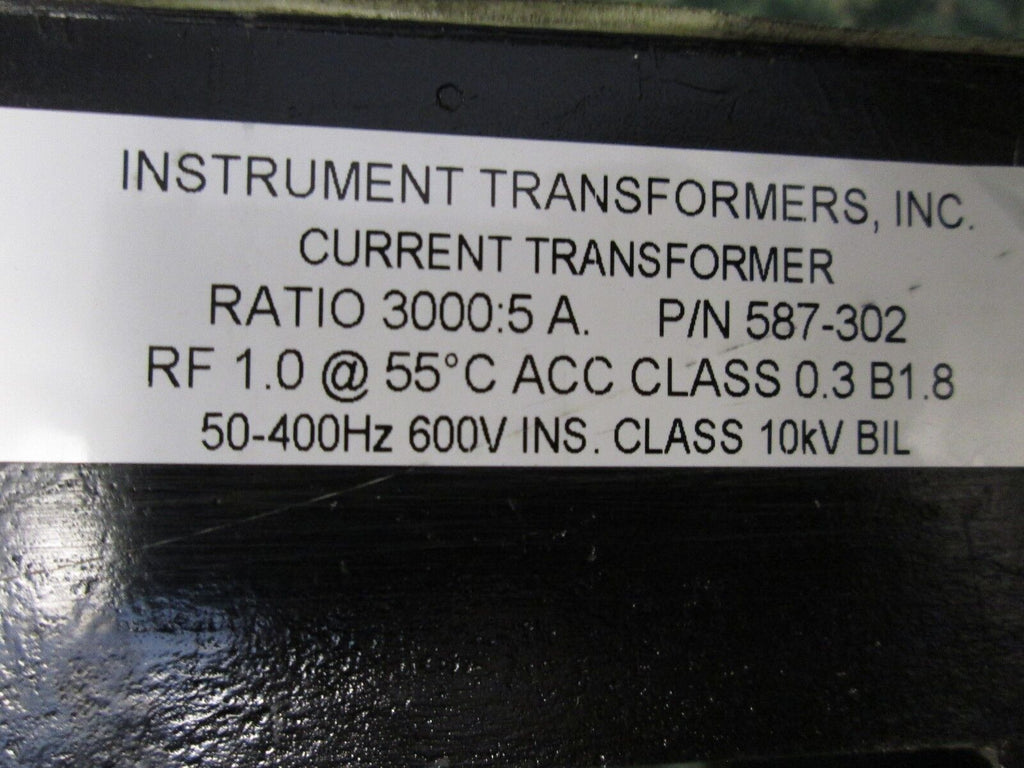 INSTRUMENT TRANSFORMERS, INC.
CURRENT TRANSFORMER
RATIO 3000:5 A. P/N 587-302
RF 1.0 @ 55°C ACC CLASS 0.3 B1.8
50-400Hz 600V INS. CLASS 10kV BIL